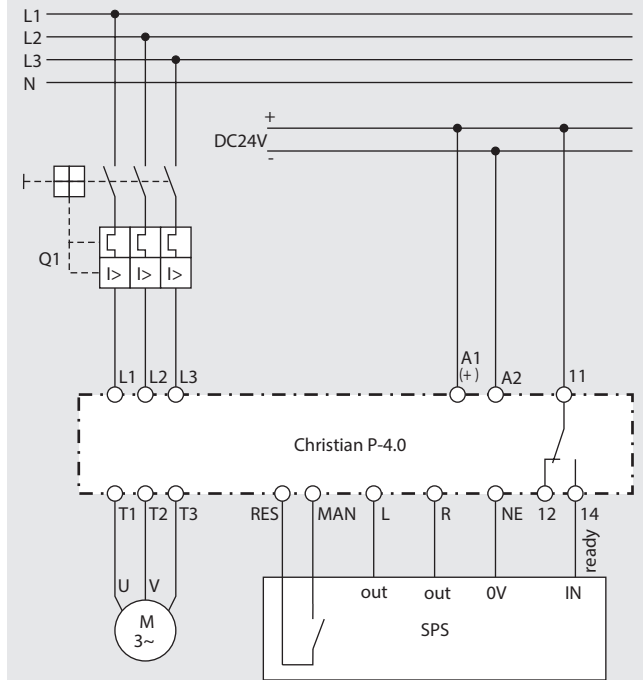 L1
L2
L3
N
+
DC24V
-
Q1
I> I> I>
L1 L2 L3
A1
(+)
A2
11
Christian P-4.0
T1 T2 T3 RES MAN L R NE 12 14
ready
U V
M
3~
out out 0V IN
SPS